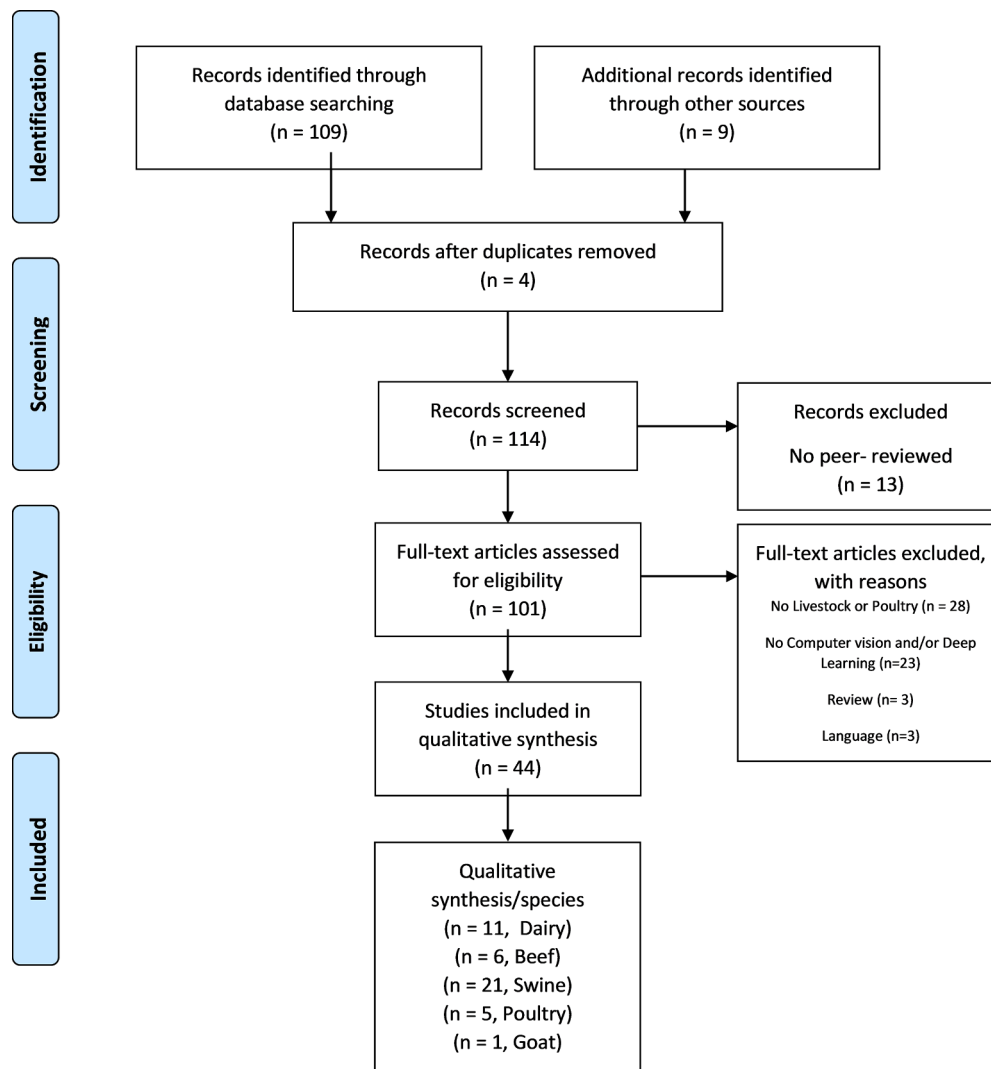 Identification
Records identified through
database searching
(n = 109)
Additional records identified
through other sources
(n = 9)
Records after duplicates removed
(n = 4)
Screening
Records screened
(n = 114)
Records excluded
No peer- reviewed
(n = 13)
Eligibility
Full-text articles assessed
for eligibility
(n = 101)
Full-text articles excluded,
with reasons
No Livestock or Poultry (n = 28)
No Computer vision and/or Deep
Learning (n=23)
Review (n= 3)
Language (n=3)
Studies included in
qualitative synthesis
(n = 44)
Included
Qualitative
synthesis/species
(n = 11, Dairy)
(n = 6, Beef)
(n = 21, Swine)
(n = 5, Poultry)
(n = 1, Goat)